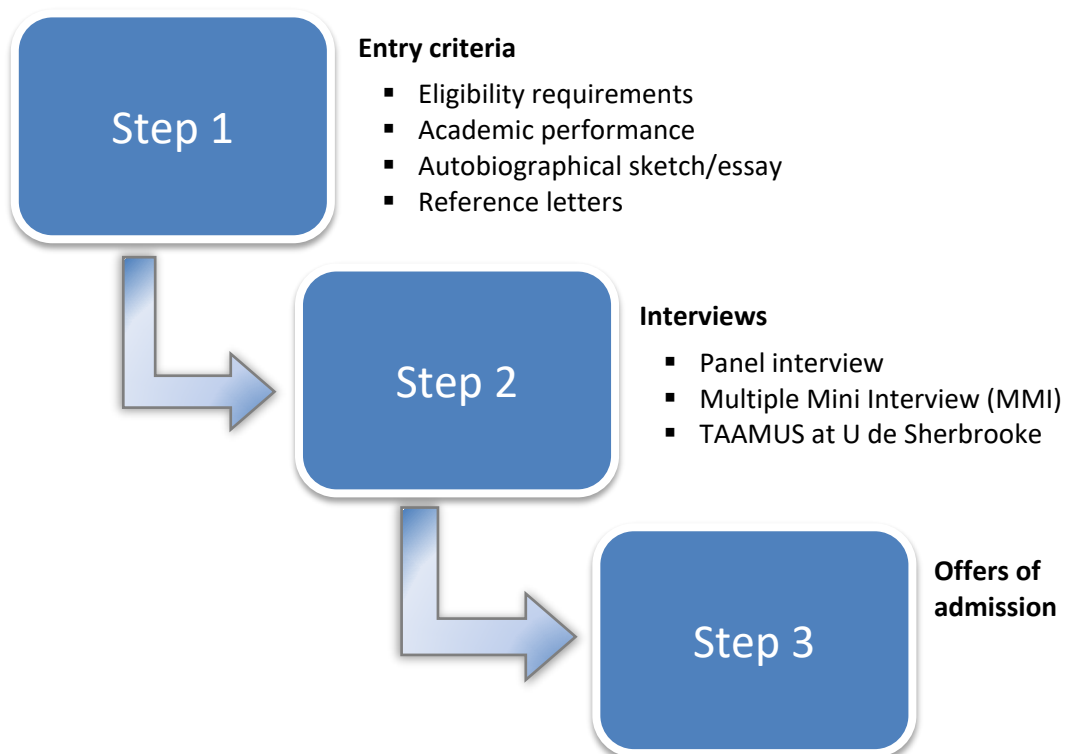 Step 1
Entry criteria
▪ Eligibility requirements
▪ Academic performance
▪ Autobiographical sketch/essay
▪ Reference letters
Step 2
Interviews
▪ Panel interview
▪ Multiple Mini Interview (MMI)
▪ TAAMUS at U de Sherbrooke
Step 3
Offers of
admission